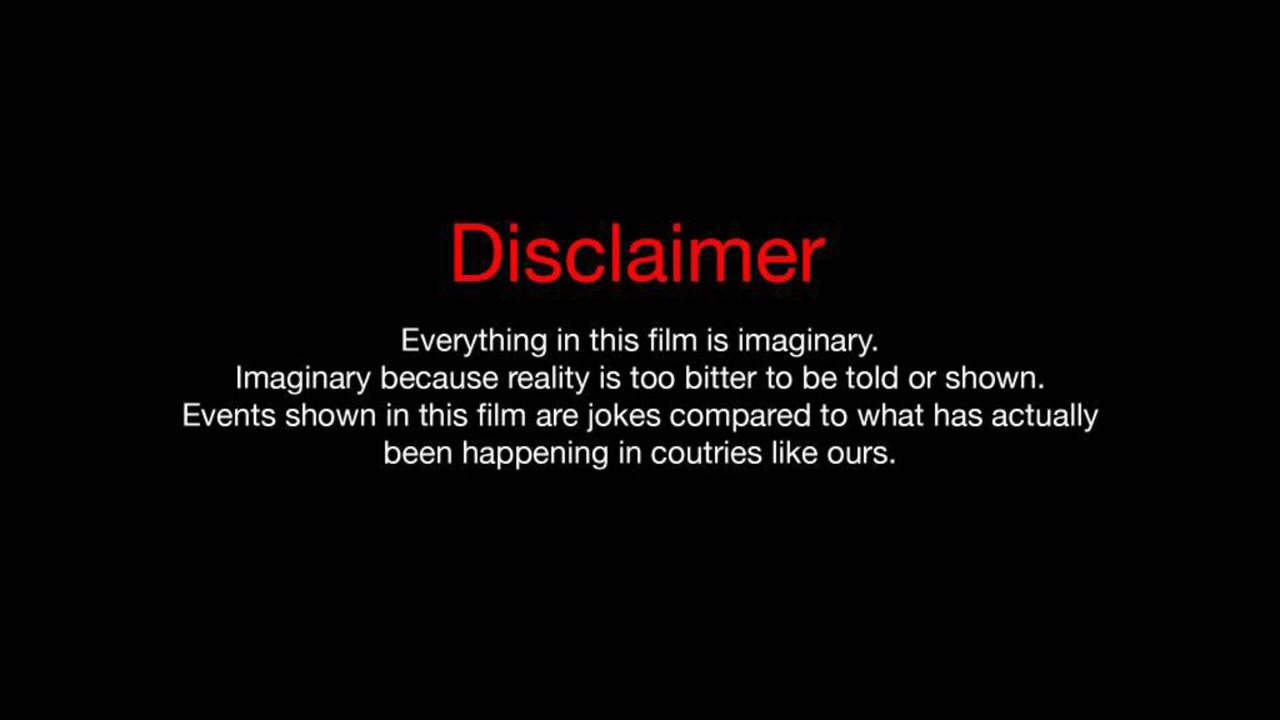 Disclaimer
Everything in this film is imaginary.
Imaginary because reality is too bitter to be told or shown.
Events shown in this film are jokes compared to what has actually
been happening in coutries like ours.